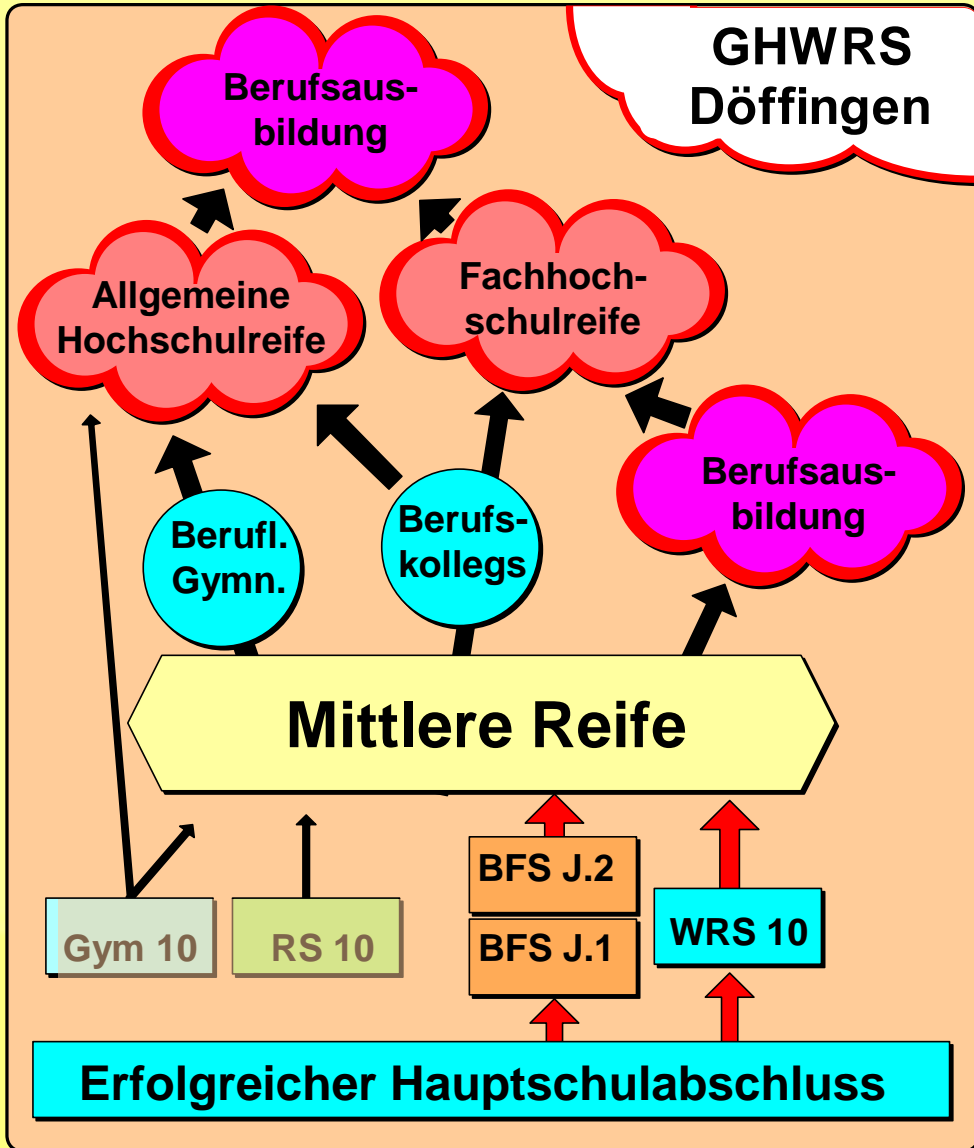 GHWRS
Döffingen
Berufsaus-
bildung
Allgemeine
Hochschulreife
Fachhoch-
schulreife
Berufsaus-
bildung
Berufl.
Gymn.
Berufs-
kollegs
Mittlere Reife
Gym 10
RS 10
BFS J.2
BFS J.1
WRS 10
Erfolgreicher Hauptschulabschluss